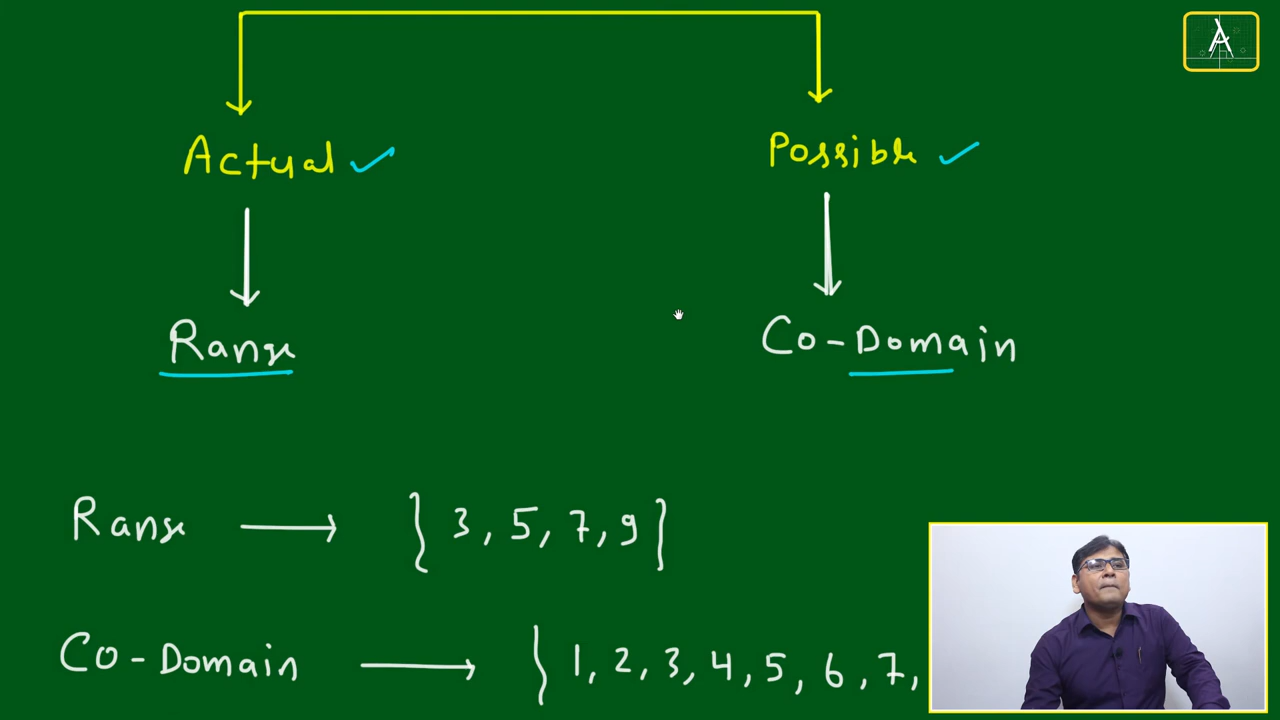 Actual Possible
Range Co-Domain
Range → { 3, 5, 7, 9 }
Co-Domain → { 1, 2, 3, 4, 5, 6, 7,